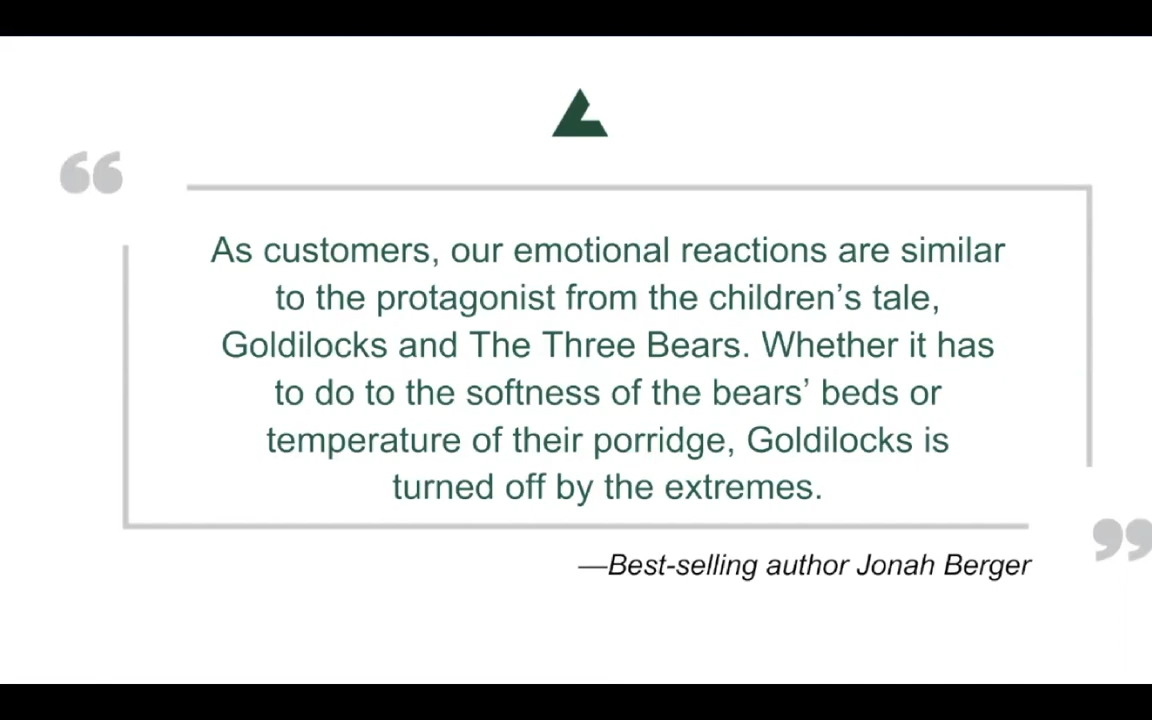 As customers, our emotional reactions are similar
to the protagonist from the children’s tale,
Goldilocks and The Three Bears. Whether it has
to do to the softness of the bears’ beds or
temperature of their porridge, Goldilocks is
turned off by the extremes.
—Best-selling author Jonah Berger